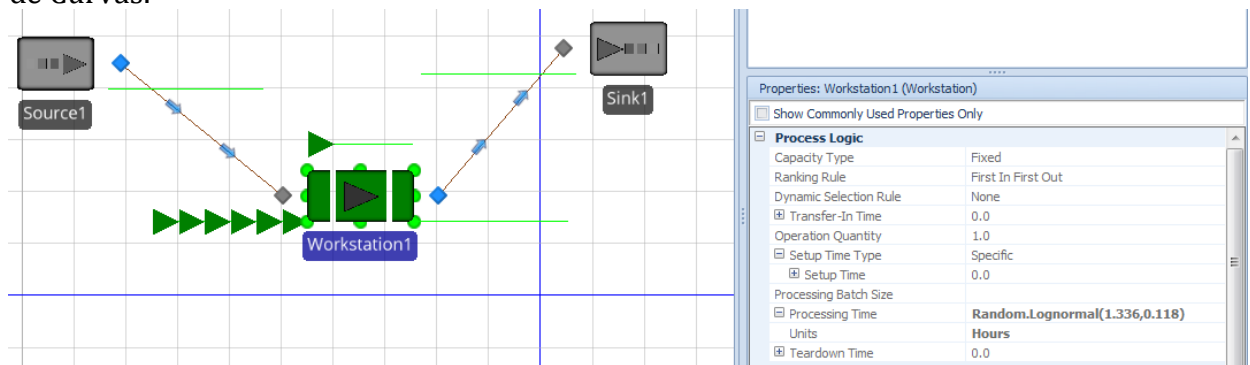 de Curvas.
Source1
Sink1
Workstation1
Properties: Workstation1 (Workstation)
Show Commonly Used Properties Only
Process Logic
Capacity Type Fixed
Ranking Rule First In First Out
Dynamic Selection Rule None
Transfer-In Time 0.0
Operation Quantity 1.0
Setup Time Type Specific
Setup Time 0.0
Processing Batch Size
Processing Time Random.Lognormal(1.336,0.118)
Units Hours
Teardown Time 0.0